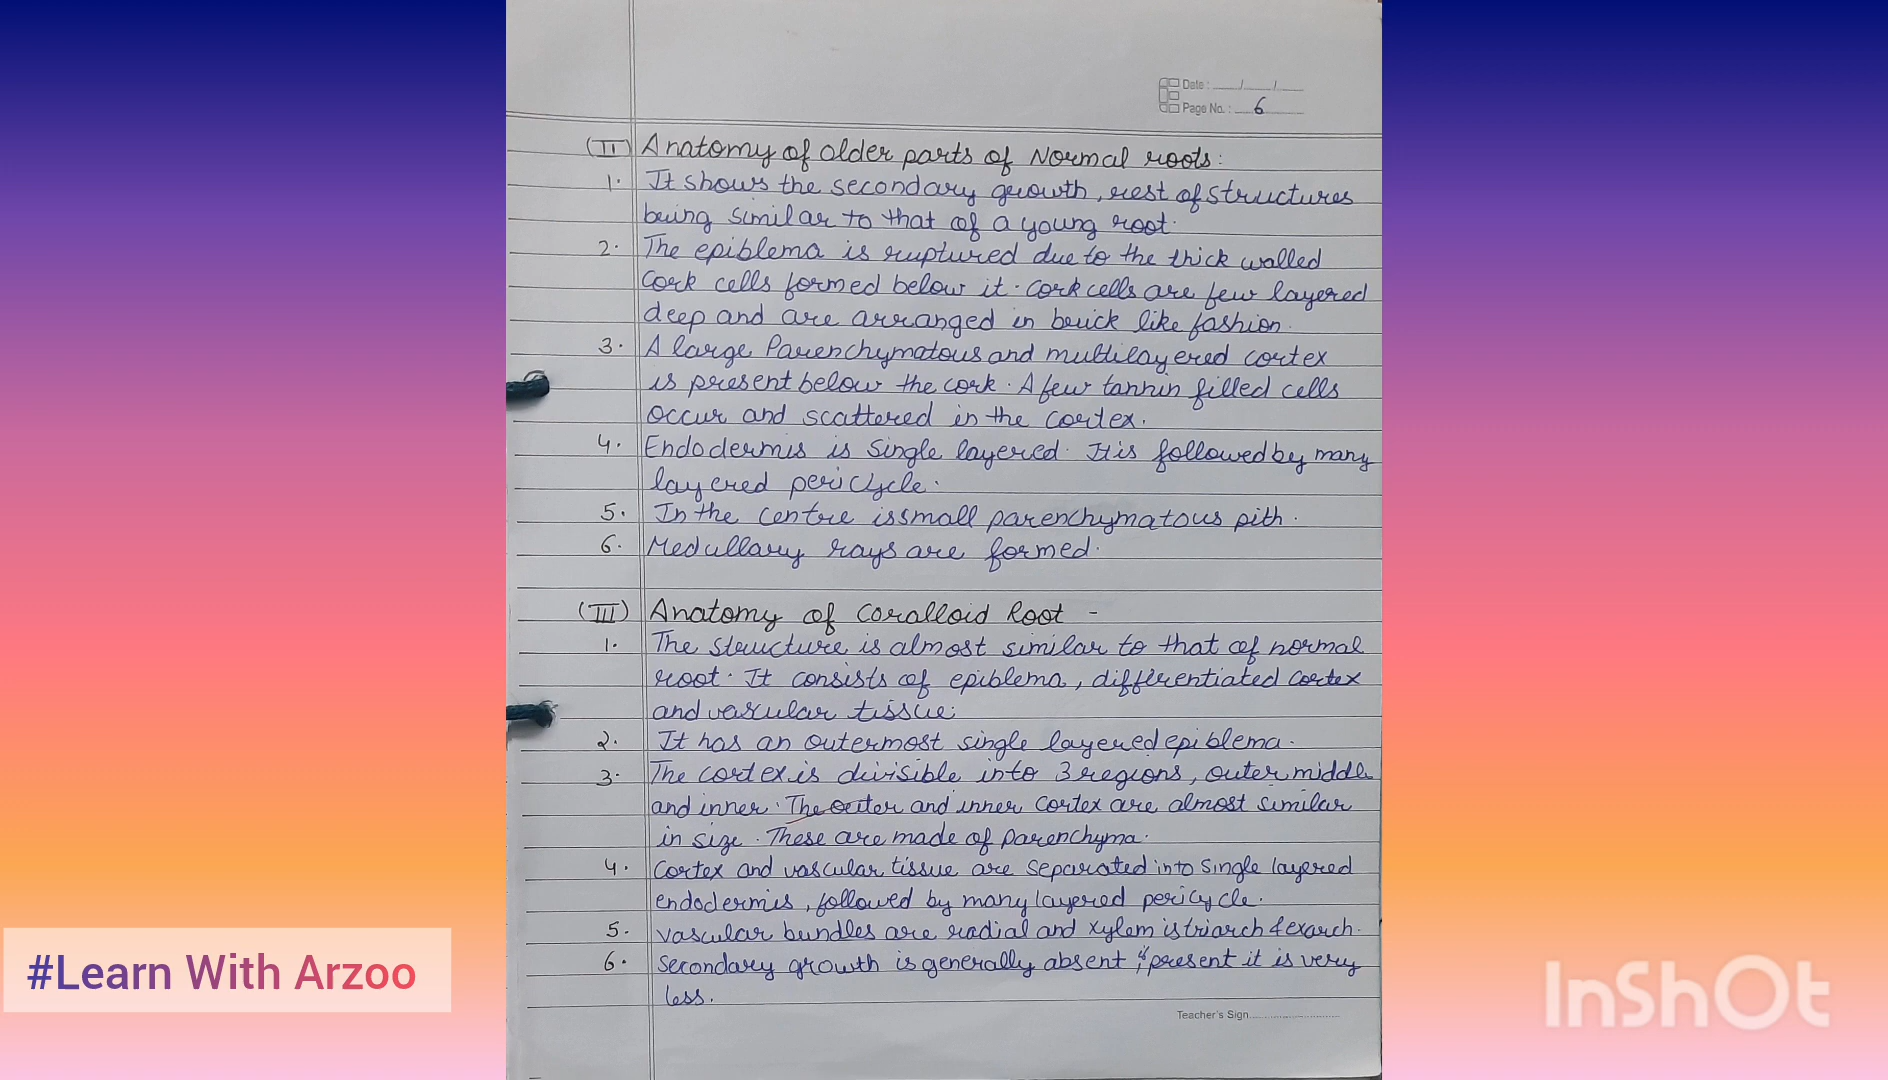 Date : __/__/__
Page No. : 6
(II) Anatomy of older parts of Normal roots:
1. It shows the secondary growth, rest of structures
being similar to that of a young root.
2. The epiblema is ruptured due to the thick walled
cork cells formed below it. Cork cells are few layered
deep and are arranged in brick like fashion.
3. A large Parenchymatous and multilayered cortex
is present below the cork. A few tannin filled cells
occur and scattered in the cortex.
4. Endodermis is single layered. It is followed by many
layered pericycle.
5. In the centre is small parenchymatous pith.
6. Medullary rays are formed.
(III) Anatomy of Coralloid Root -
1. The structure is almost similar to that of normal
root. It consists of epiblema, differentiated cortex
and vascular tissue.
2. It has an outermost single layered epiblema.
3. The cortex is divisible into 3 regions, outer, middle
and inner. The outer and inner cortex are almost similar
in size. These are made of parenchyma.
4. Cortex and vascular tissue are separated into single layered
endodermis, followed by many layered pericycle.
5. Vascular bundles are radial and xylem is triarch & exarch.
6. Secondary growth is generally absent, if present it is very
less.
Teacher's Sign..................
#Learn With Arzoo
InShOt